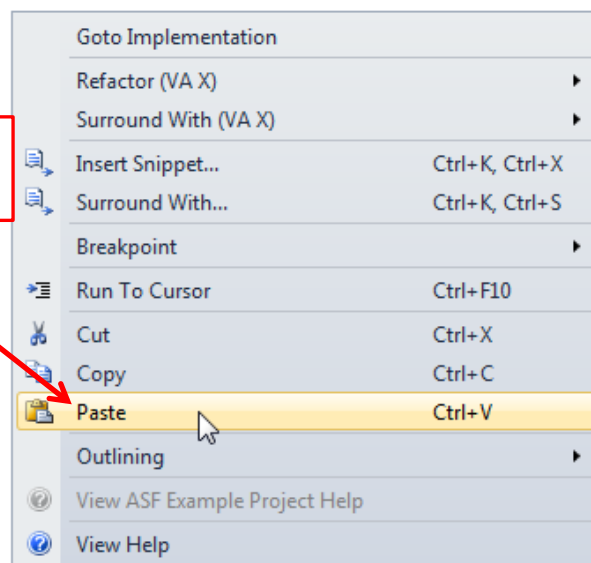 Goto Implementation
Refactor (VA X)
Surround With (VA X)
Insert Snippet... Ctrl+K, Ctrl+X
Surround With... Ctrl+K, Ctrl+S
Breakpoint
Run To Cursor Ctrl+F10
Cut Ctrl+X
Copy Ctrl+C
Paste Ctrl+V
Outlining
View ASF Example Project Help
View Help